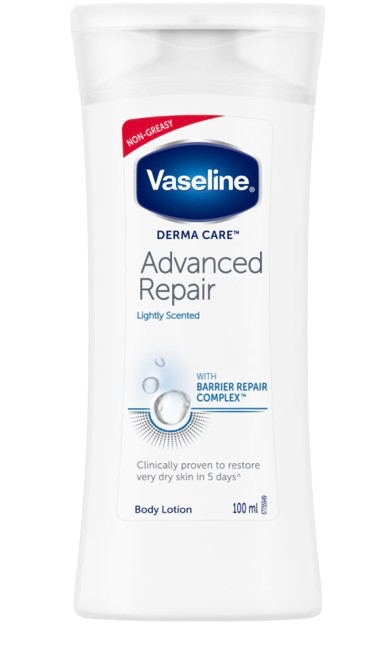 NON-GREASY
Vaseline®
DERMA CARE™
Advanced
Repair
Lightly Scented
WITH
BARRIER REPAIR
COMPLEX™
Clinically proven to restore
very dry skin in 5 days^
Body Lotion 100 ml